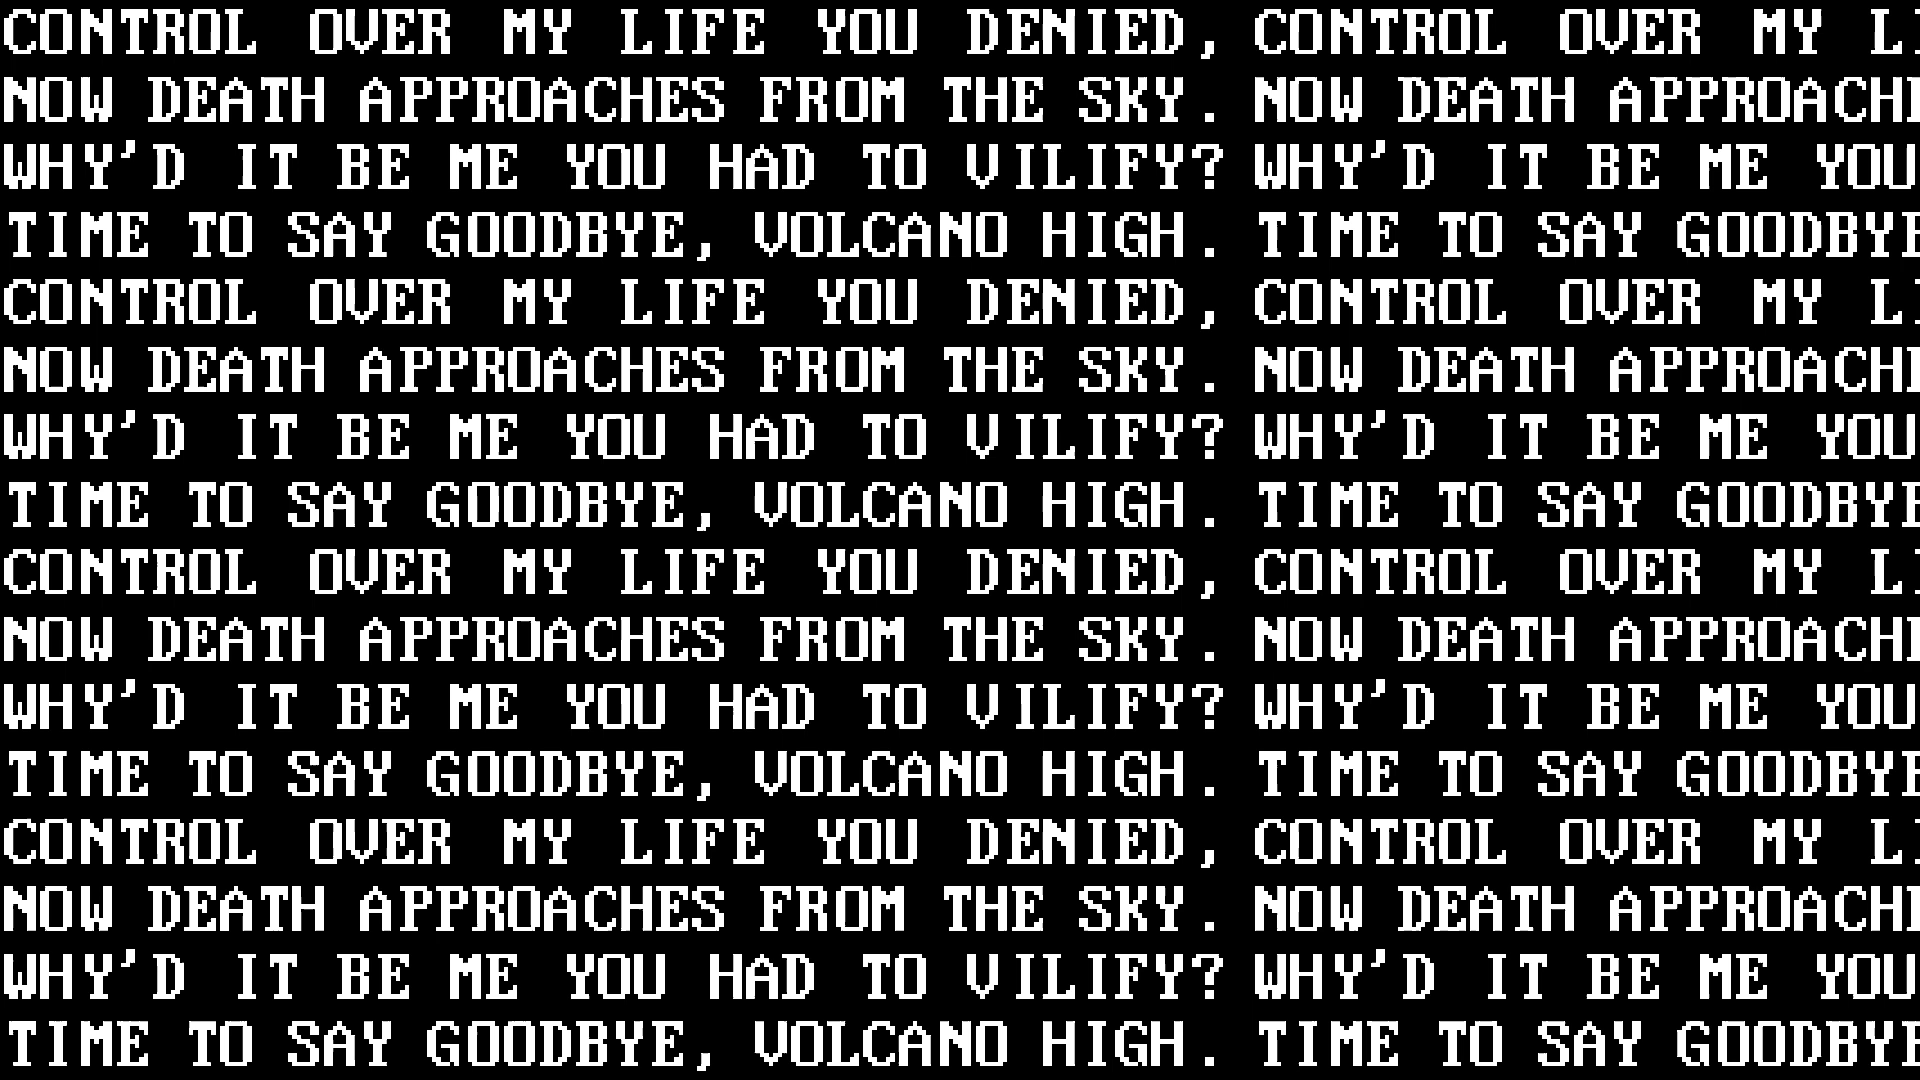 CONTROL OVER MY LIFE YOU DENIED, CONTROL OVER MY
NOW DEATH APPROACHES FROM THE SKY. NOW DEATH
WHY'D IT BE ME YOU HAD TO VILIFY? WHY'D IT BE ME YOU
TIME TO SAY GOODBYE, VOLCANO HIGH. TIME TO SAY GOODBYE
CONTROL OVER MY LIFE YOU DENIED, CONTROL OVER MY
NOW DEATH APPROACHES FROM THE SKY. NOW DEATH
WHY'D IT BE ME YOU HAD TO VILIFY? WHY'D IT BE ME YOU
TIME TO SAY GOODBYE, VOLCANO HIGH. TIME TO SAY GOODBYE
CONTROL OVER MY LIFE YOU DENIED, CONTROL OVER MY
NOW DEATH APPROACHES FROM THE SKY. NOW DEATH
WHY'D IT BE ME YOU HAD TO VILIFY? WHY'D IT BE ME YOU
TIME TO SAY GOODBYE, VOLCANO HIGH. TIME TO SAY GOODBYE
CONTROL OVER MY LIFE YOU DENIED, CONTROL OVER MY
NOW DEATH APPROACHES FROM THE SKY. NOW DEATH
WHY'D IT BE ME YOU HAD TO VILIFY? WHY'D IT BE ME YOU
TIME TO SAY GOODBYE, VOLCANO HIGH. TIME TO SAY GOODBYE